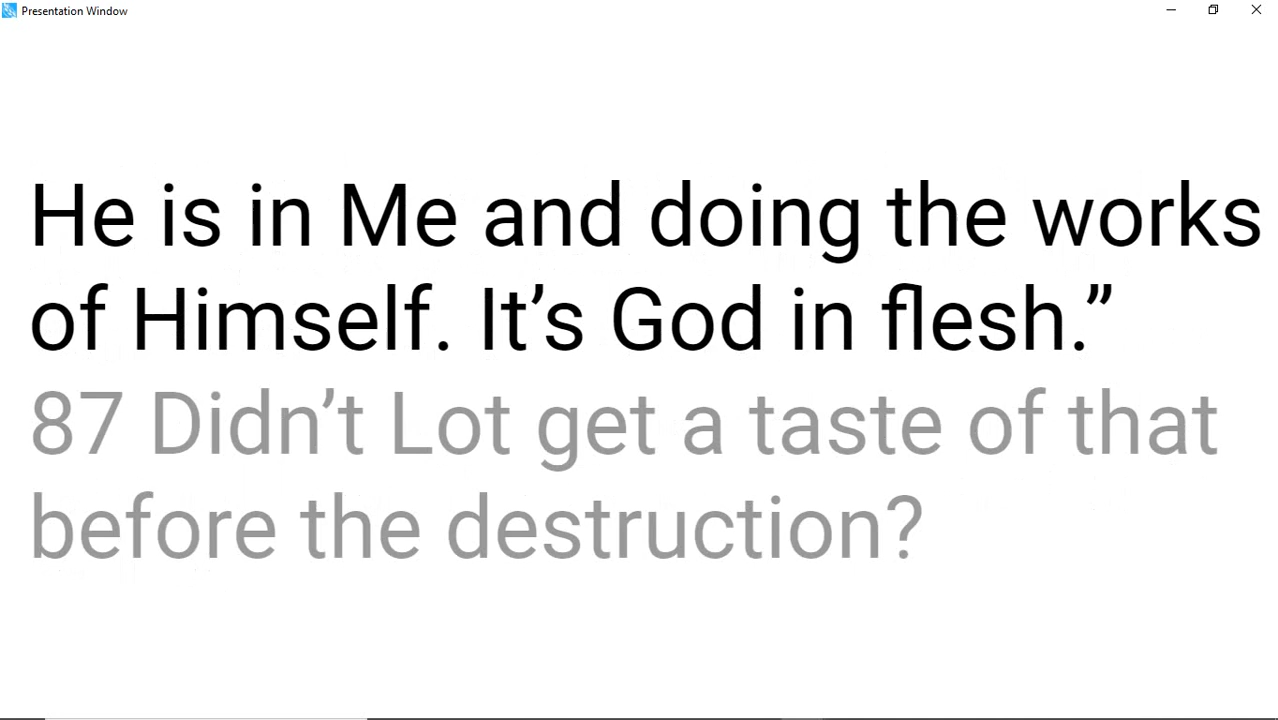 Presentation Window
He is in Me and doing the works
of Himself. It’s God in flesh.”
87 Didn’t Lot get a taste of that
before the destruction?